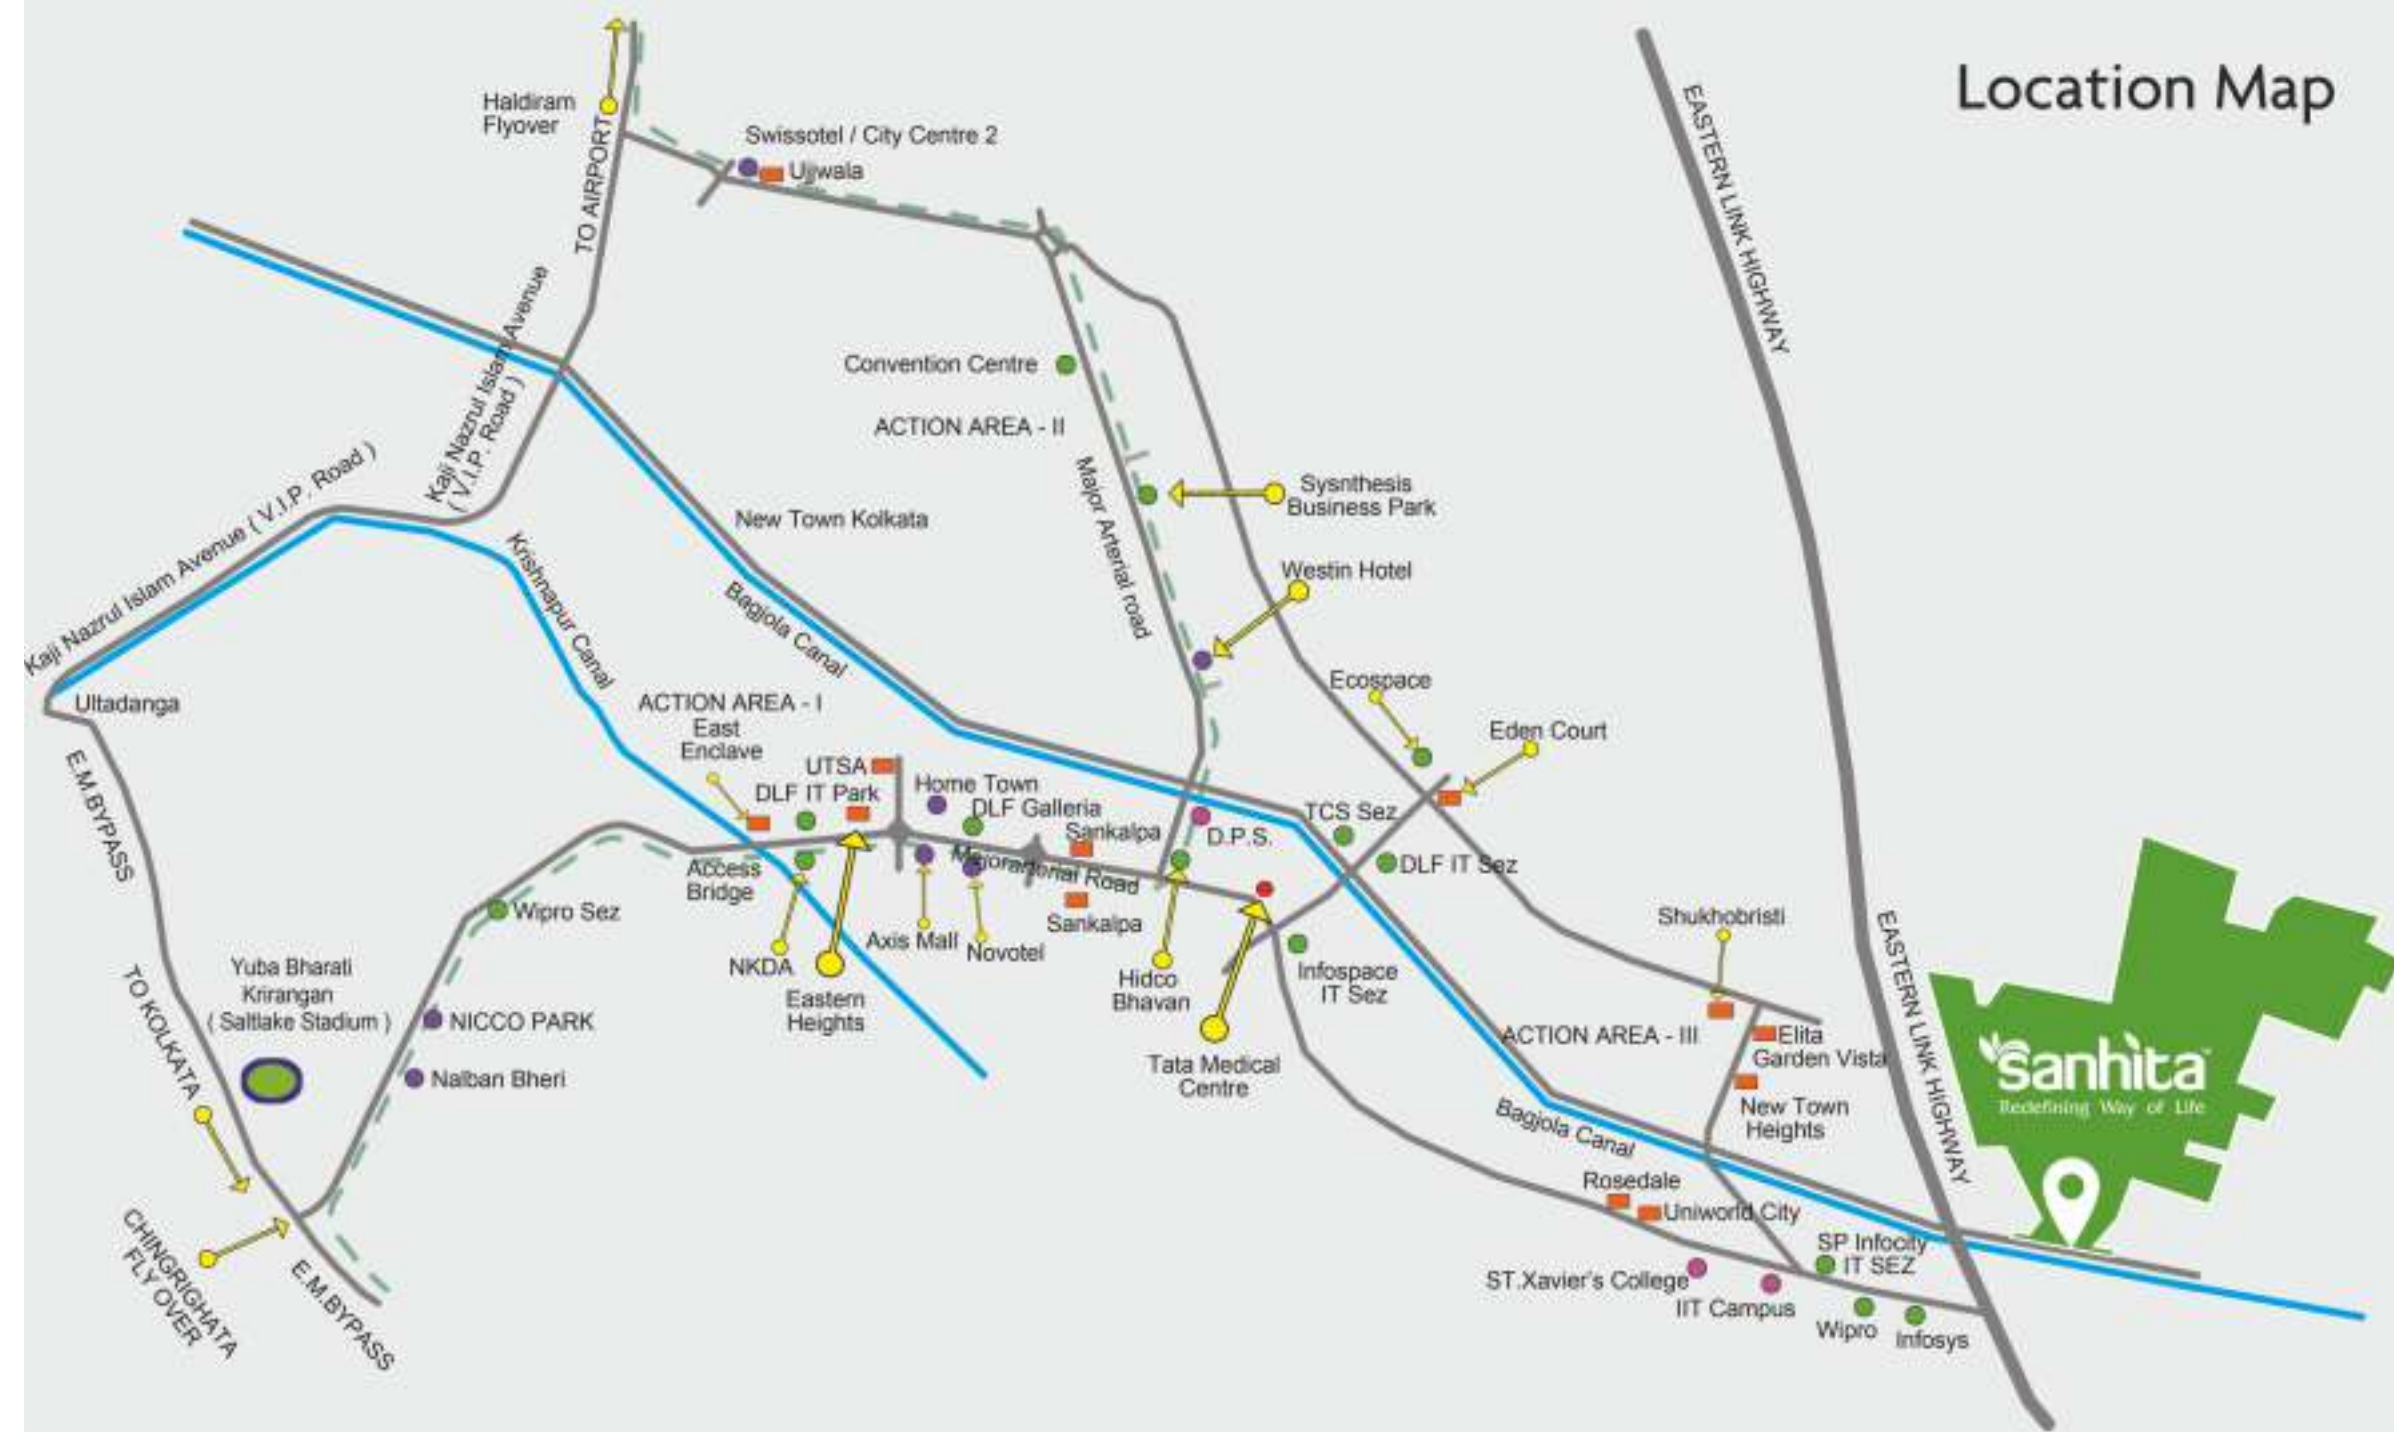 Location Map
Haldiram
Flyover
TO AIRPORT
Swissotel / City Centre 2
Ujjwala
EASTERN LINK HIGHWAY
Kaji Nazrul Islam Avenue
( V.I.P. Road )
Convention Centre
ACTION AREA - II
Kaji Nazrul Islam Avenue ( V.I.P. Road )
Major Arterial road
Sysnthesis
Business Park
New Town Kolkata
Krishnapur Canal
Bagjola Canal
Westin Hotel
Ultadanga
ACTION AREA - I
East
Enclave
Ecospace
Eden Court
E.M.BYPASS
UTSA
DLF IT Park
Home Town
DLF Galleria
Sankalpa
D.P.S.
TCS Sez
DLF IT Sez
Access
Bridge
Majorarterial Road
Wipro Sez
Sankalpa
Axis Mall
Novotel
NKDA
Eastern
Heights
Hidco
Bhavan
Infospace
IT Sez
Shukhobristi
EASTERN LINK HIGHWAY
Yuba Bharati
Krirangan
( Saltlake Stadium )
TO KOLKATA
NICCO PARK
Nalban Bheri
Tata Medical
Centre
ACTION AREA - III
Elita
Garden Vista
New Town
Heights
sanhita
TM
Redefining Way of Life
Bagjola Canal
Rosedale
Uniworld City
SP Infocity
IT SEZ
ST.Xavier's College
IIT Campus
Wipro
Infosys
CHINGRIGHATA
FLY OVER
E.M.BYPASS